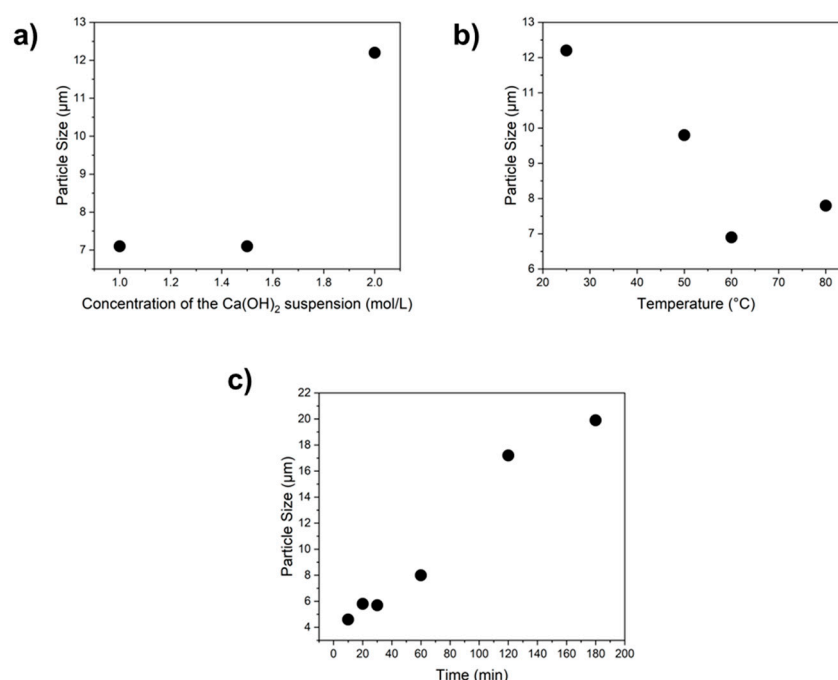 a)
13
12
11
10
9
8
7
Particle Size (µm)
1.0 1.2 1.4 1.6 1.8 2.0
Concentration of the Ca(OH)₂ suspension (mol/L)
b)
13
12
11
10
9
8
7
6
Particle Size (µm)
20 30 40 50 60 70 80
Temperature (°C)
c)
22
20
18
16
14
12
10
8
6
4
Particle Size (µm)
0 20 40 60 80 100 120 140 160 180 200
Time (min)